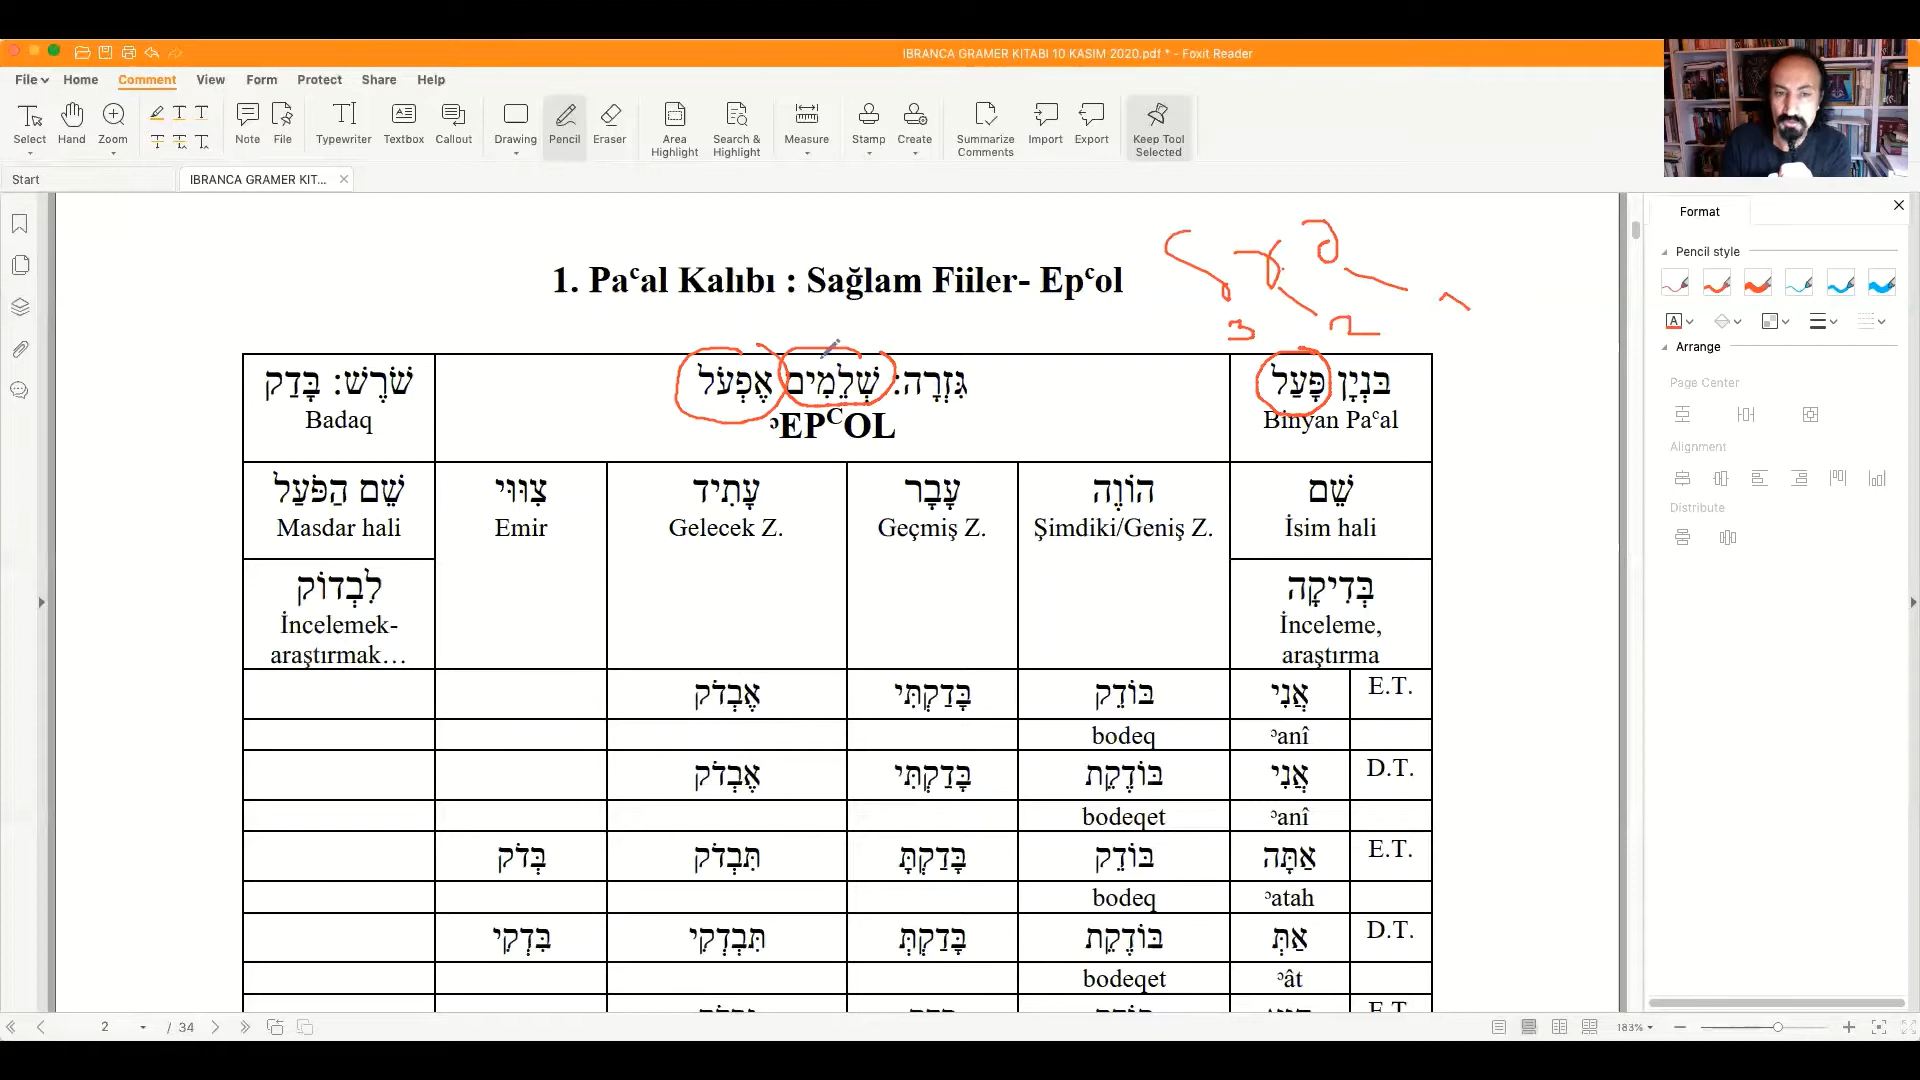 IBRANCA GRAMER KITABI 10 KASIM 2020.pdf * - Foxit Reader
File Home Comment View Form Protect Share Help
Select Hand Zoom Note File Typewriter Textbox Callout Drawing Pencil Eraser Area Highlight Search & Highlight Measure Stamp Create Summarize Comments Import Export Keep Tool Selected
Start IBRANCA GRAMER KIT...
Format
Pencil style
Arrange
Page Center
Alignment
Distribute
1. Paᶜal Kalıbı : Sağlam Fiiler- Epᶜol
3 2
בִּנְיָן פָּעַל
Binyan Paᶜal
גִּזְרָה: שְׁלֵמִים אֶפְעֹל
ᵓEPᶜOL
שֹׁרֶשׁ: בָּדַק
Badaq
שֵׁם
İsim hali
הוֹוֶה
Şimdiki/Geniş Z.
עָבָר
Geçmiş Z.
עָתִיד
Gelecek Z.
צִוּוּי
Emir
שֵׁם הַפֹּעַל
Masdar hali
בְּדִיקָה
İnceleme,
araştırma
לִבְדוֹק
İncelemek-
araştırmak…
E.T. אֲנִי בּוֹדֵק בָּדַקְתִּי אֶבְדֹק
ᵓanî bodeq
D.T. אֲנִי בּוֹדֶקֶת בָּדַקְתִּי אֶבְדֹק
ᵓanî bodeqet
E.T. אַתָּה בּוֹדֵק בָּדַקְתָּ תִּבְדֹק בְּדֹק
ᵓatah bodeq
D.T. אַתְּ בּוֹדֶקֶת בָּדַקְתְּ תִּבְדְקִי בִּדְקִי
ᵓât bodeqet
E.T.
2 / 34 183%